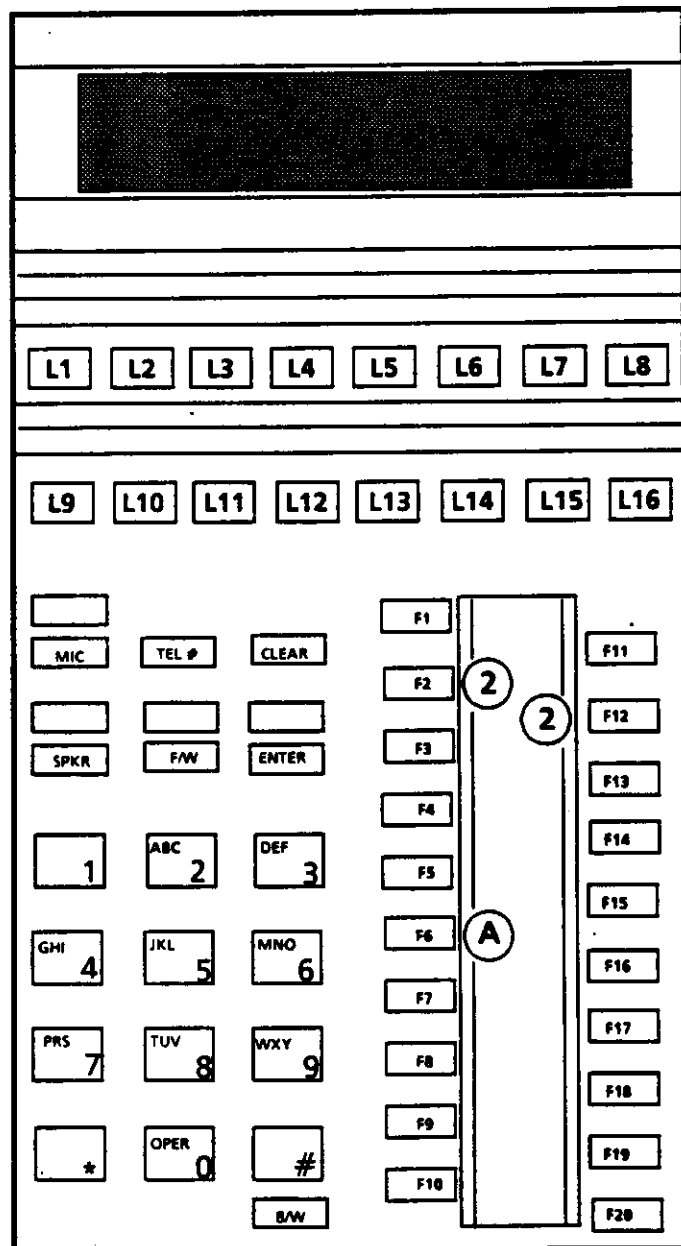 L1 L2 L3 L4 L5 L6 L7 L8
L9 L10 L11 L12 L13 L14 L15 L16
F1
MIC TEL # CLEAR F11
F2 2
2 F12
SPKR F/W ENTER F3
F13
F4
F14
1 ABC 2 DEF 3 F5
F15
GHI 4 JKL 5 MNO 6 F6 A
F16
F7
F17
PRS 7 TUV 8 WXY 9 F8
F18
F9
* OPER 0 # F19
F10
B/W F20